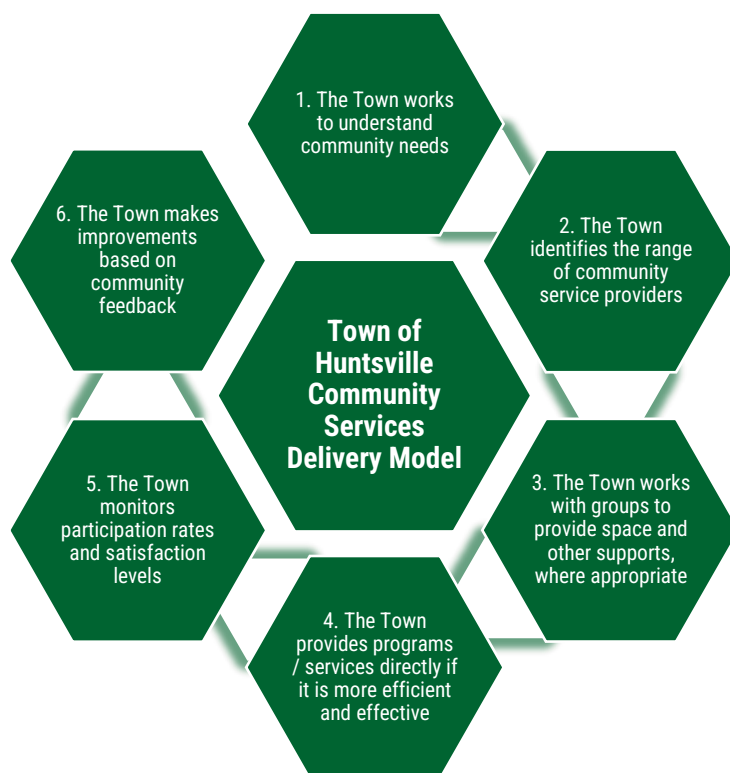 1. The Town works
to understand
community needs
2. The Town
identifies the range
of community
service providers
3. The Town works
with groups to
provide space and
other supports,
where appropriate
4. The Town
provides programs
/ services directly if
it is more efficient
and effective
5. The Town
monitors
participation rates
and satisfaction
levels
6. The Town makes
improvements
based on
community
feedback
Town of
Huntsville
Community
Services
Delivery Model